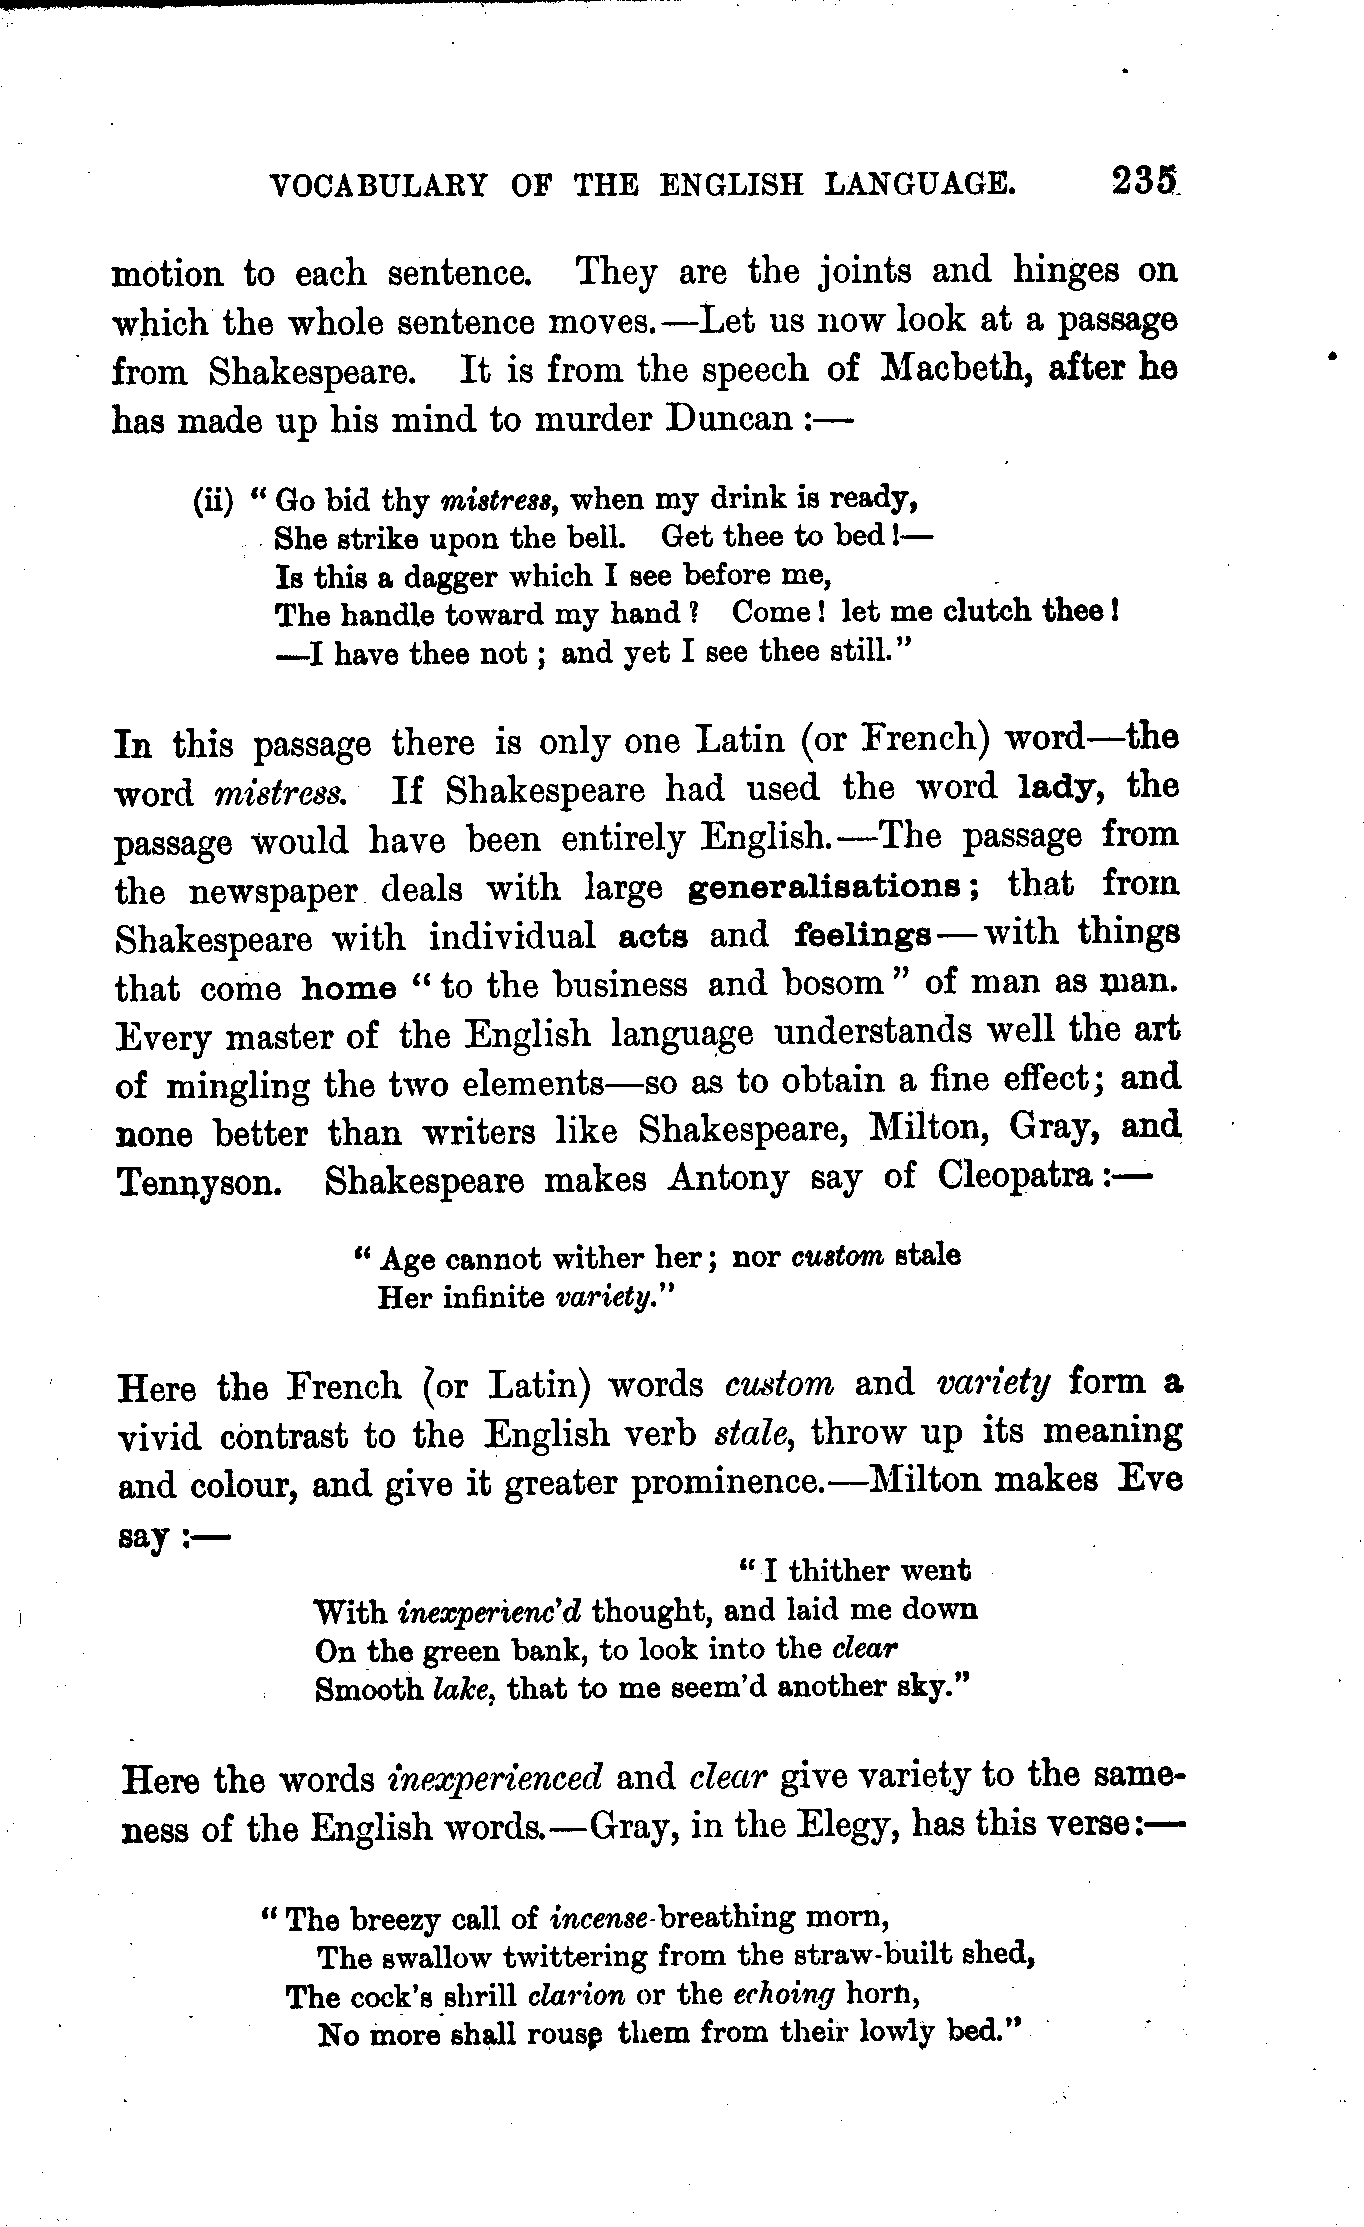 VOCABULARY OF THE ENGLISH LANGUAGE. 235
motion to each sentence. They are the joints and hinges on
which the whole sentence moves.—Let us now look at a passage
from Shakespeare. It is from the speech of Macbeth, after he
has made up his mind to murder Duncan :—
(ii) “ Go bid thy mistress, when my drink is ready,
She strike upon the bell. Get thee to bed !—
Is this a dagger which I see before me,
The handle toward my hand ? Come ! let me clutch thee !
—I have thee not ; and yet I see thee still.”
In this passage there is only one Latin (or French) word—the
word mistress. If Shakespeare had used the word lady, the
passage would have been entirely English.—The passage from
the newspaper deals with large generalisations ; that from
Shakespeare with individual acts and feelings—with things
that come home “ to the business and bosom ” of man as man.
Every master of the English language understands well the art
of mingling the two elements—so as to obtain a fine effect ; and
none better than writers like Shakespeare, Milton, Gray, and
Tennyson. Shakespeare makes Antony say of Cleopatra :—
“ Age cannot wither her ; nor custom stale
Her infinite variety.”
Here the French (or Latin) words custom and variety form a
vivid contrast to the English verb stale, throw up its meaning
and colour, and give it greater prominence.—Milton makes Eve
say :—
“ I thither went
With inexperienc’d thought, and laid me down
On the green bank, to look into the clear
Smooth lake, that to me seem’d another sky.”
Here the words inexperienced and clear give variety to the same-
ness of the English words.—Gray, in the Elegy, has this verse :—
“ The breezy call of incense-breathing morn,
The swallow twittering from the straw-built shed,
The cock’s shrill clarion or the echoing horn,
No more shall rouse them from their lowly bed.”